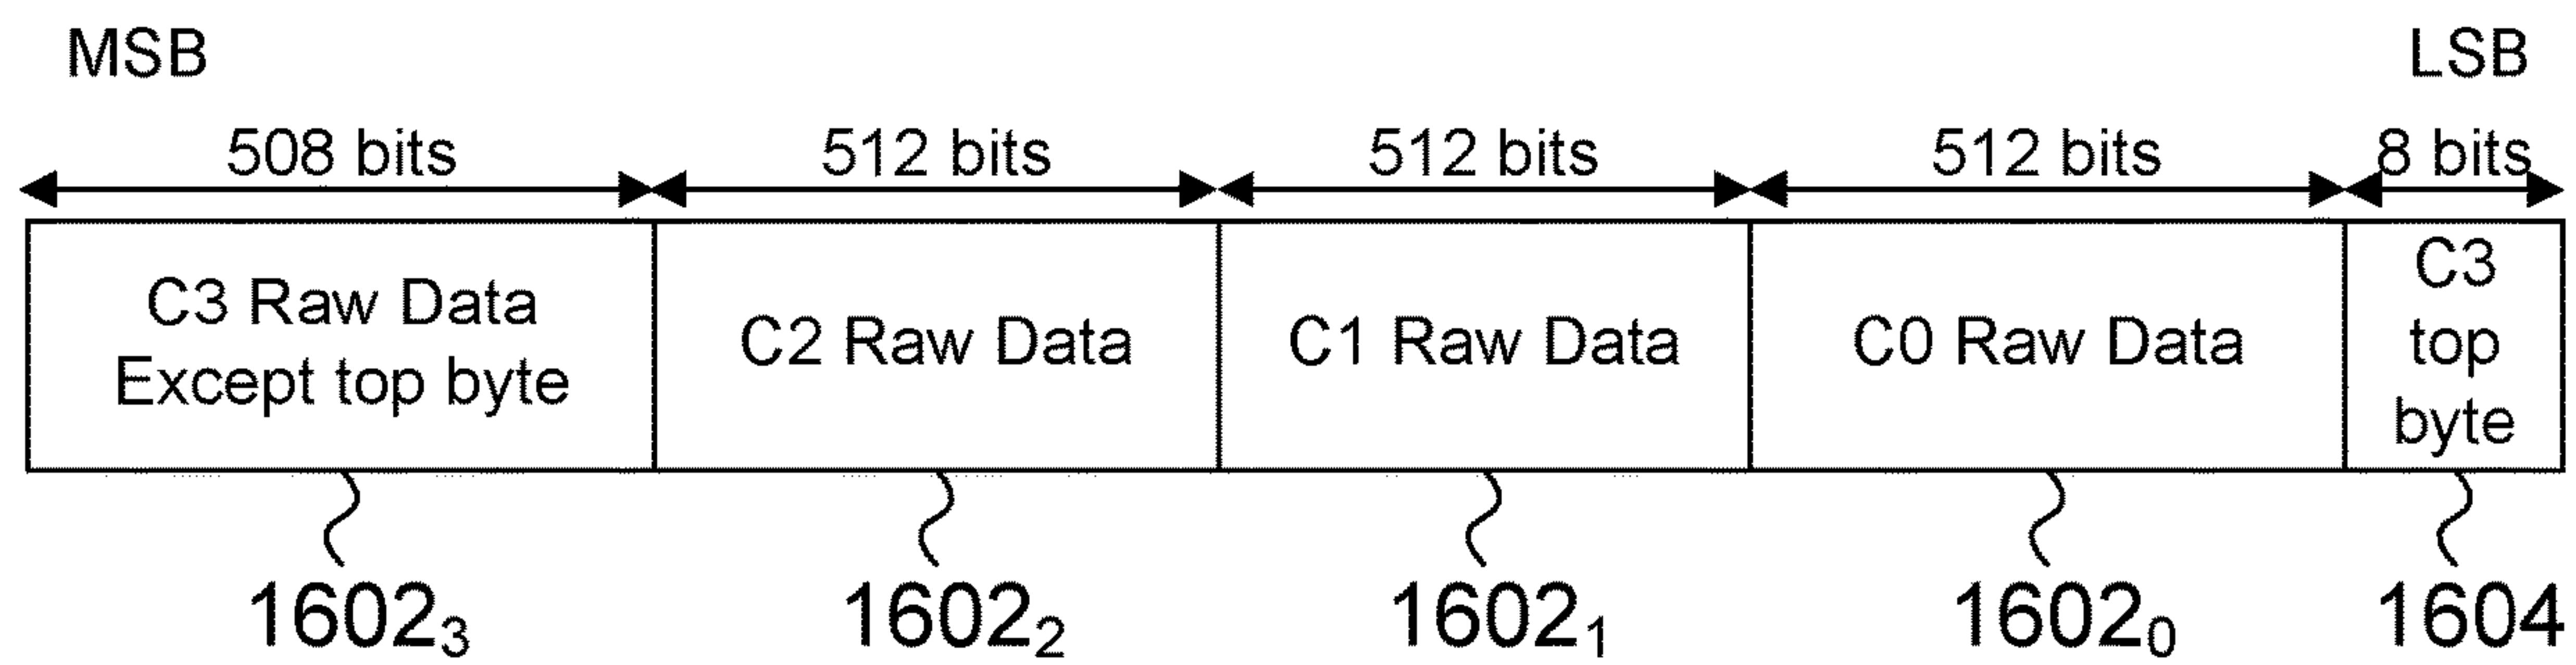 MSB LSB
508 bits 512 bits 512 bits 512 bits 8 bits
C3 Raw Data
Except top byte
C2 Raw Data
C1 Raw Data
C0 Raw Data
C3
top
byte
1602₃ 1602₂ 1602₁ 1602₀ 1604